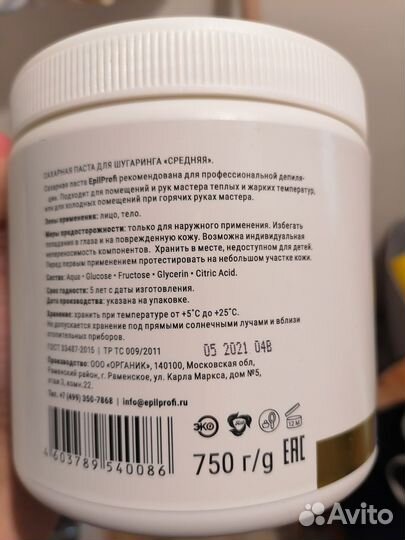 САХАРНАЯ ПАСТА ДЛЯ ШУГАРИНГА «СРЕДНЯЯ».
Сахарная паста EpilProfi рекомендована для профессиональной депиля-
ции. Подходит для помещений и рук мастера теплых и жарких температур,
или для холодных помещений при горячих руках мастера.
Зоны применения: лицо, тело.
Меры предосторожности: только для наружного применения. Избегать
попадания в глаза и на поврежденную кожу. Возможна индивидуальная
непереносимость компонентов. Хранить в месте, недоступном для детей.
Перед первым применением протестировать на небольшом участке кожи.
Состав: Aqua • Glucose • Fructose • Glycerin • Citric Acid.
Срок годности: 5 лет с даты изготовления.
Дата производства: указана на упаковке.
Хранение: хранить при температуре от +5°С до +25°С.
Не допускается хранение под прямыми солнечными лучами и вблизи
отопительных приборов.
ГОСТ 33487-2015 | ТР ТС 009/2011
05 2021 04В
Производство: ООО «ОРГАНИК», 140100, Московская обл,
Раменский район, г. Раменское, ул. Карла Маркса, дом №5,
этаж 3, комн.22.
Тел. +7 (499) 350-7868 | info@epilprofi.ru
ЭКО
12 M
4603789540086
750 г/g
EAC
Avito